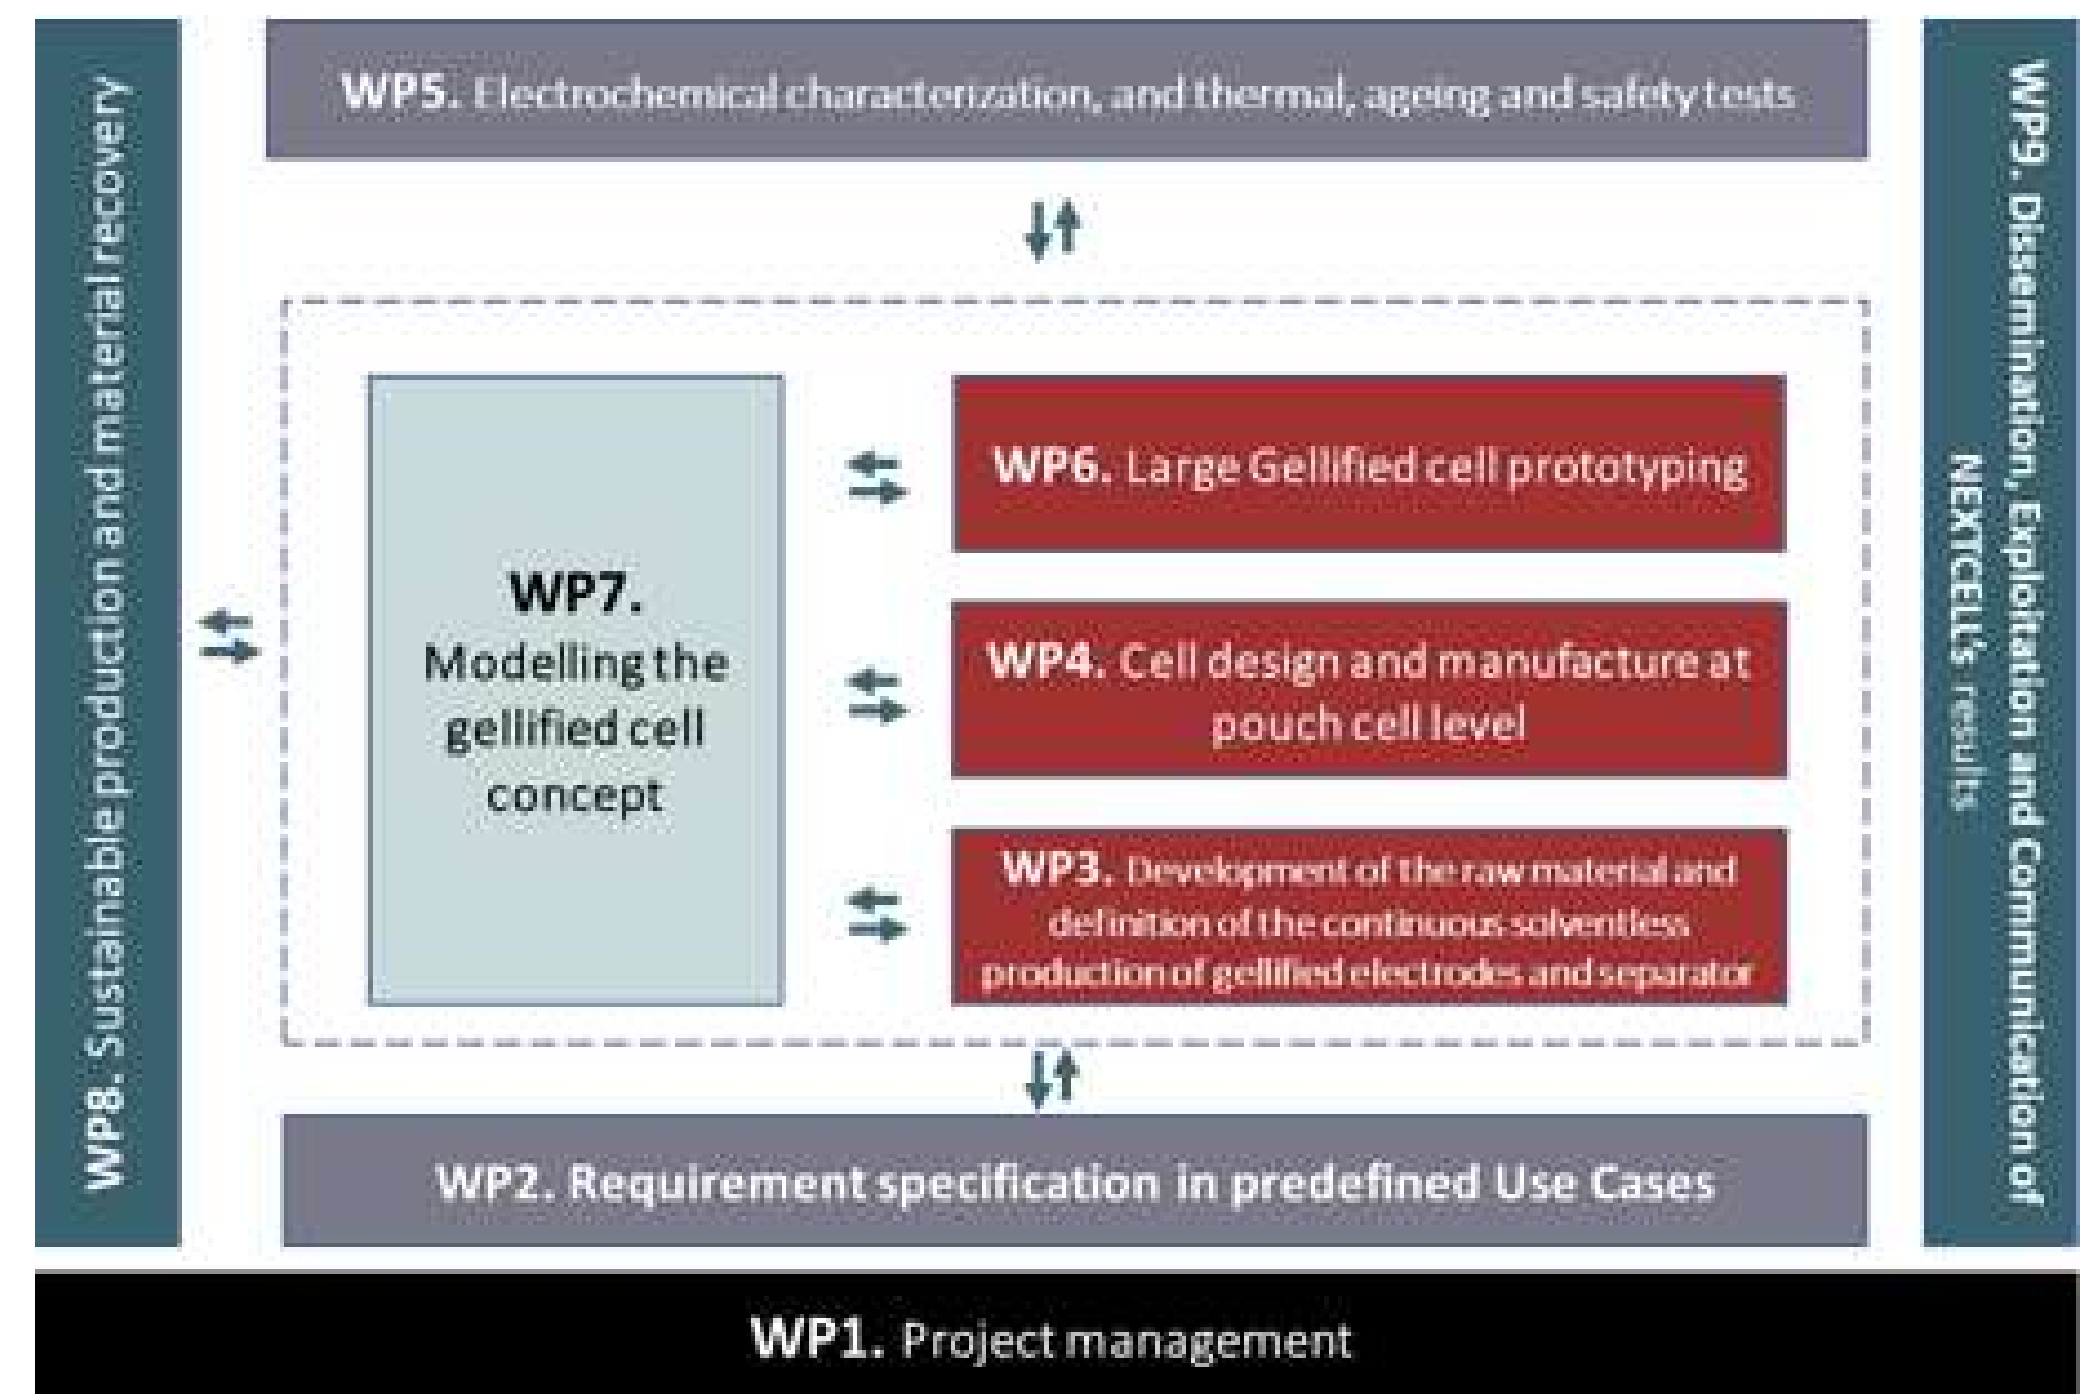 WP5. Electrochemical characterization, and thermal, ageing and safety tests
WP8. Sustainable production and material recovery
WP7.
Modelling the
gellified cell
concept
WP6. Large Gellified cell prototyping
WP4. Cell design and manufacture at
pouch cell level
WP3. Development of the raw material and
definition of the continuous solventless
production of gellified electrodes and separator
WP9. Dissemination, Exploitation and Communication of
NEXTCELL's results
WP2. Requirement specification in predefined Use Cases
WP1. Project management